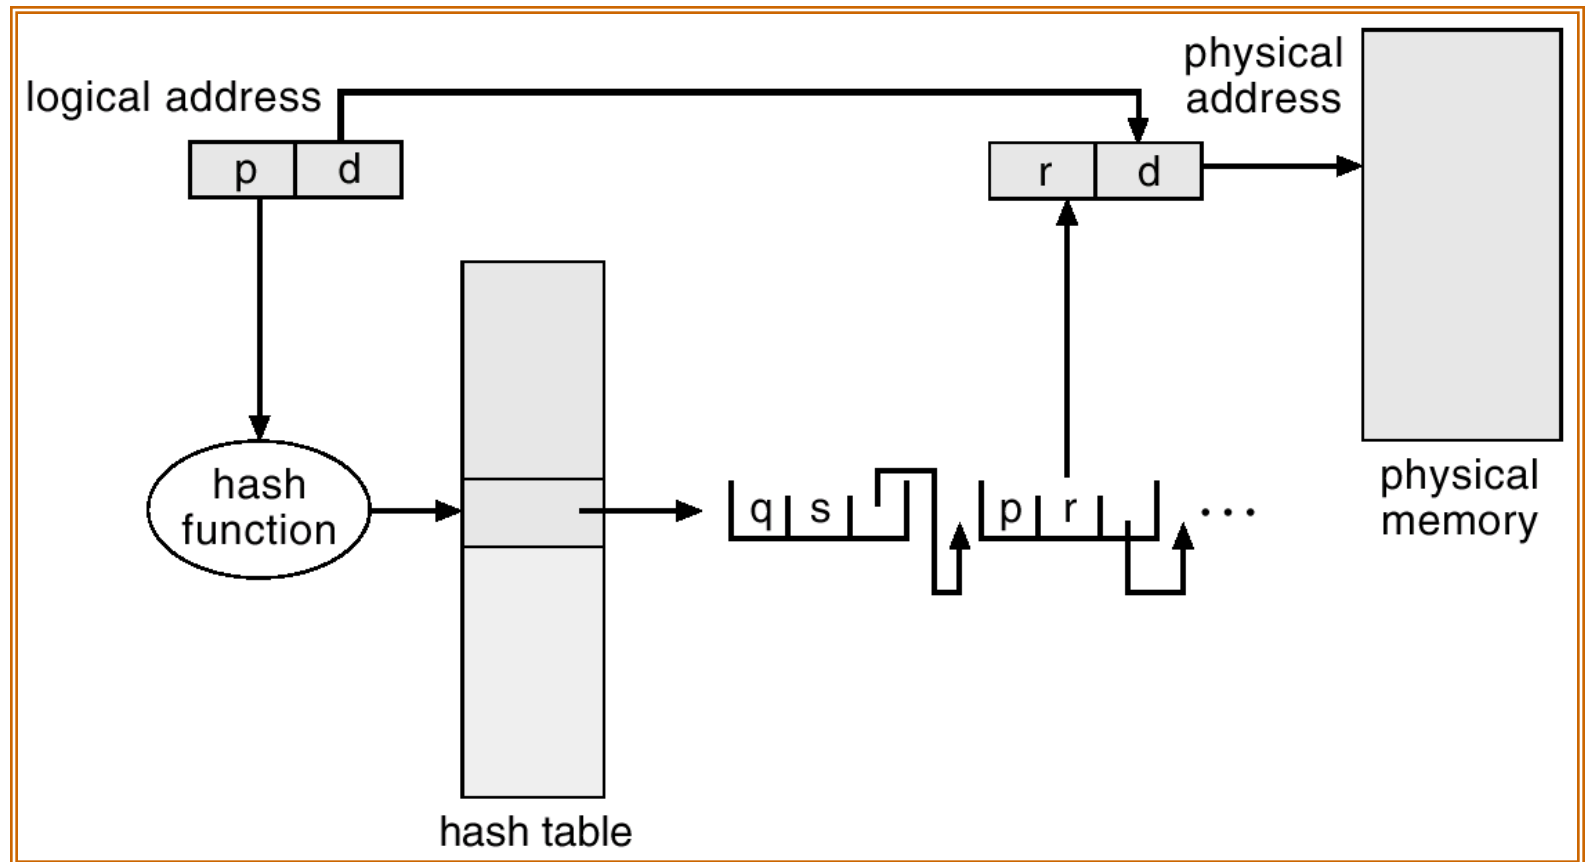 logical address
physical
address
p d
r d
hash
function
q s
p r
...
physical
memory
hash table